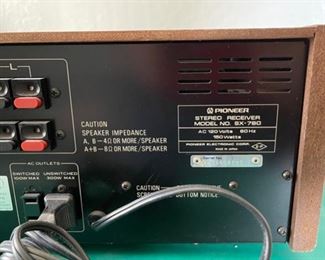 L
CAUTION
SPEAKER IMPEDANCE
A, B – 4Ω OR MORE/SPEAKER
A+B – 8Ω OR MORE/SPEAKER
AC OUTLETS
SWITCHED
100W MAX
UNSWITCHED
300W MAX
PIONEER
STEREO RECEIVER
MODEL NO. SX-780
AC 120 Volts 60 Hz
150 Watts
PIONEER ELECTRONIC CORP.
Made in Japan
Serial No.
CAUTION
BOTTOM NOTICE.